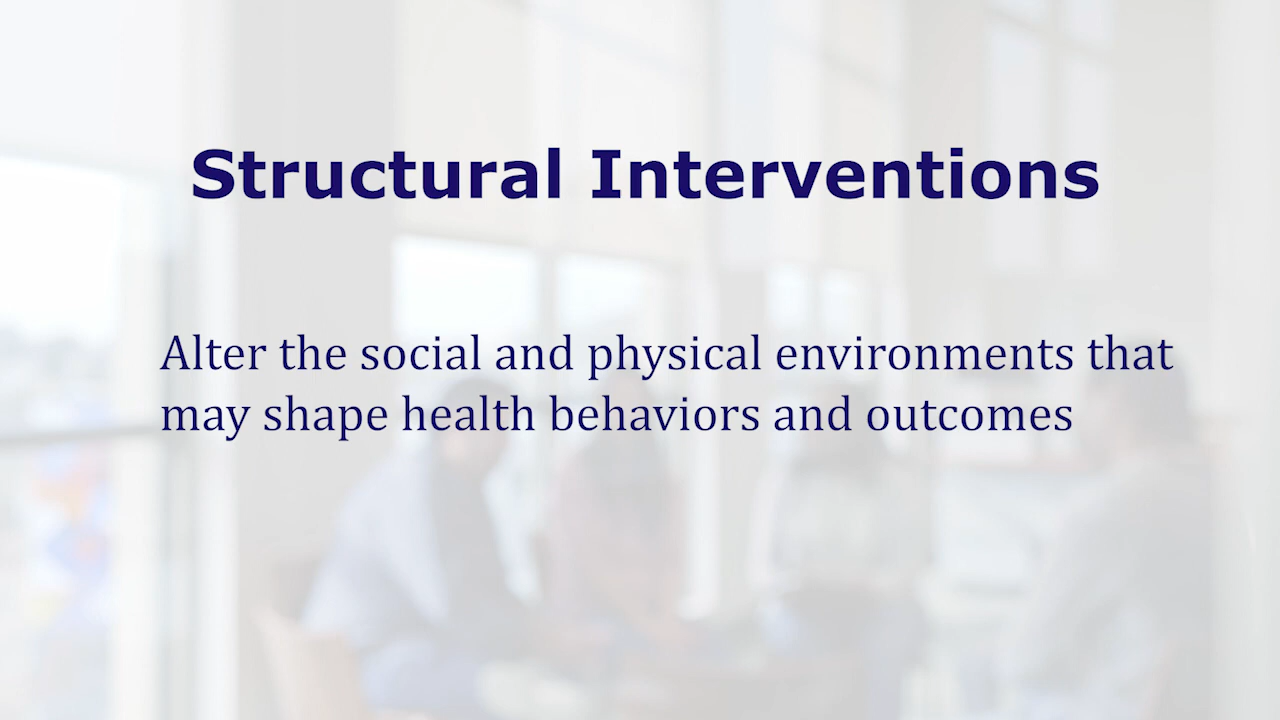 Structural Interventions
Alter the social and physical environments that
may shape health behaviors and outcomes